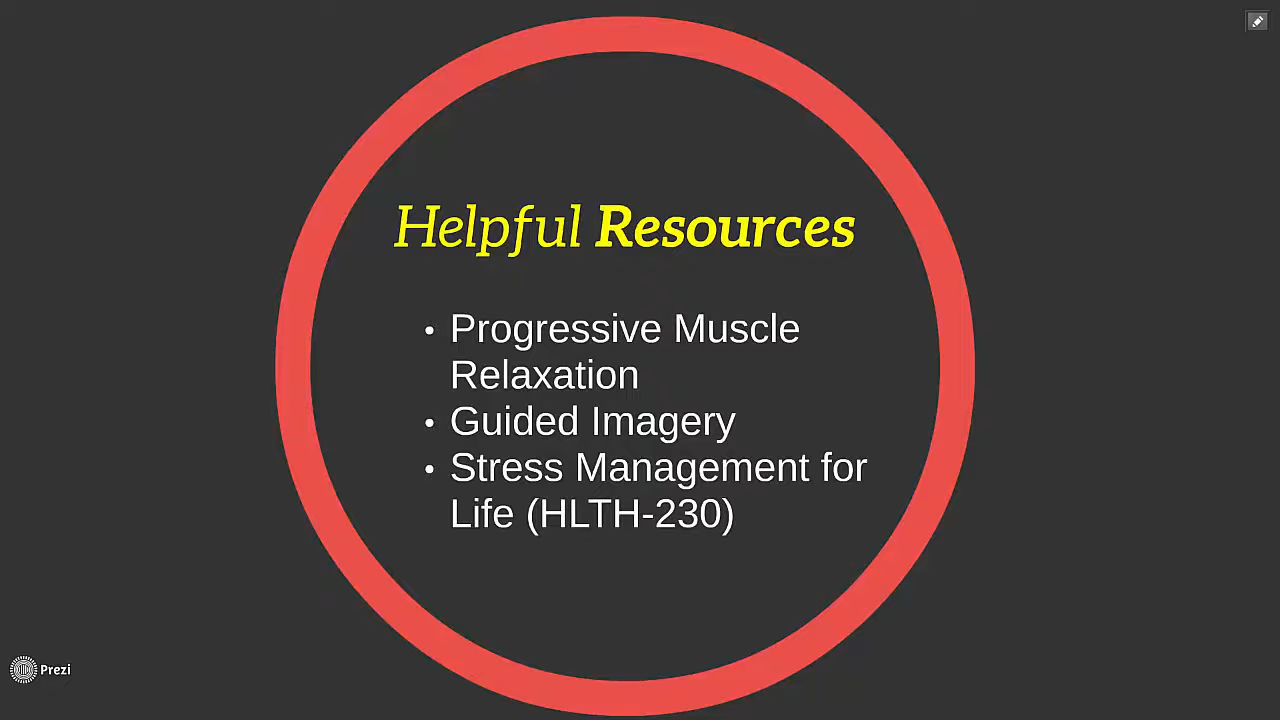 Helpful Resources
• Progressive Muscle
Relaxation
• Guided Imagery
• Stress Management for
Life (HLTH-230)
Prezi